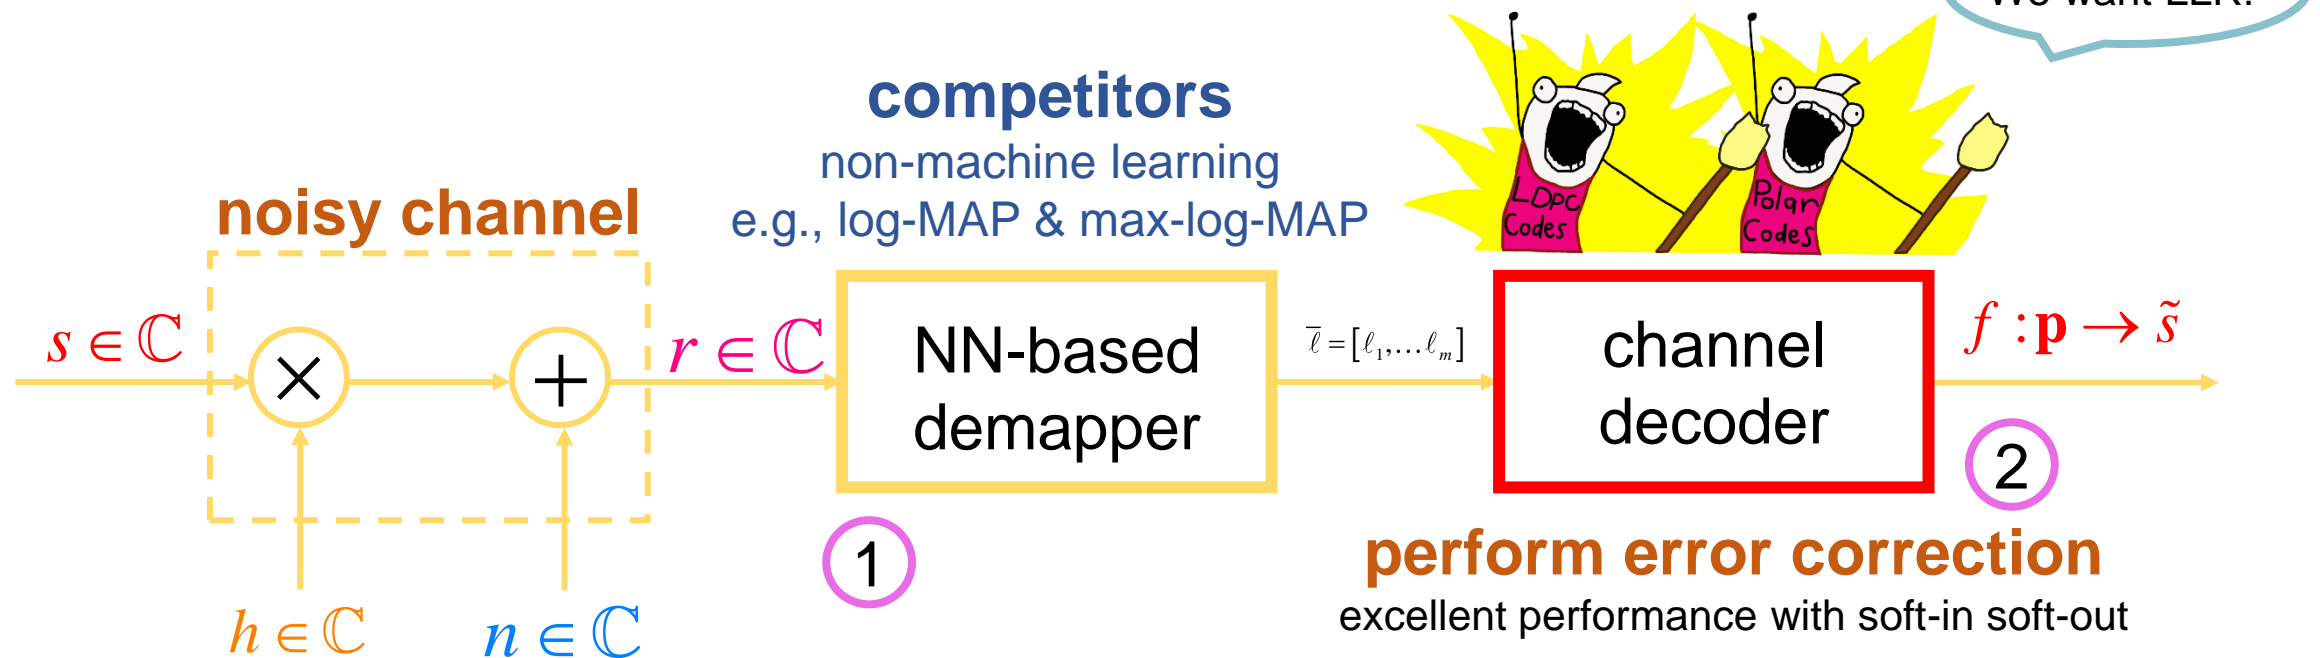 We want LLR!
competitors
non-machine learning
e.g., log-MAP & max-log-MAP
noisy channel
LDPC
Codes
Polar
Codes
s ∈ ℂ
×
+
r ∈ ℂ
NN-based
demapper
ℓ̅ = [ℓ₁,…ℓₘ]
channel
decoder
f : p → s̃
1
2
h ∈ ℂ
n ∈ ℂ
perform error correction
excellent performance with soft-in soft-out